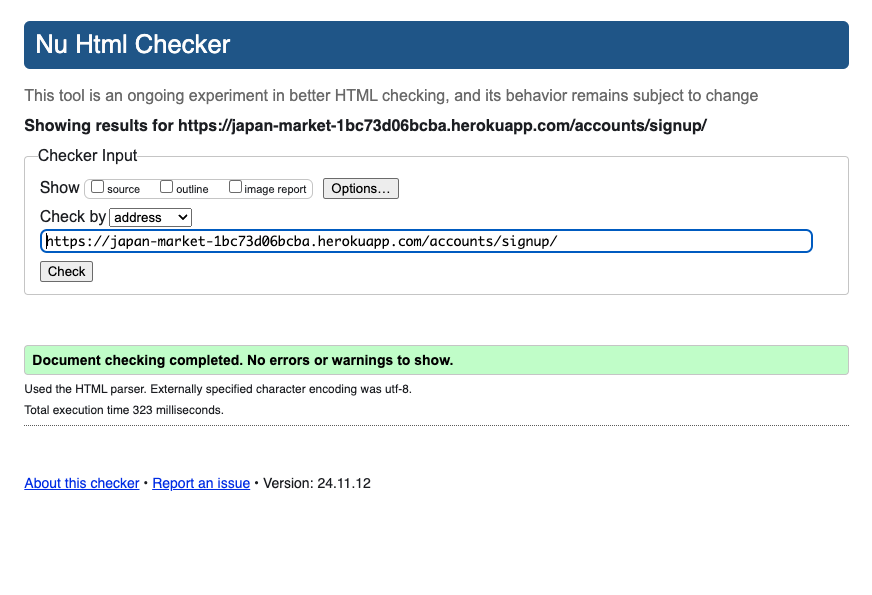 Nu Html Checker
This tool is an ongoing experiment in better HTML checking, and its behavior remains subject to change
Showing results for https://japan-market-1bc73d06bcba.herokuapp.com/accounts/signup/
Checker Input
Show source outline image report Options...
Check by address
https://japan-market-1bc73d06bcba.herokuapp.com/accounts/signup/
Check
Document checking completed. No errors or warnings to show.
Used the HTML parser. Externally specified character encoding was utf-8.
Total execution time 323 milliseconds.
About this checker • Report an issue • Version: 24.11.12